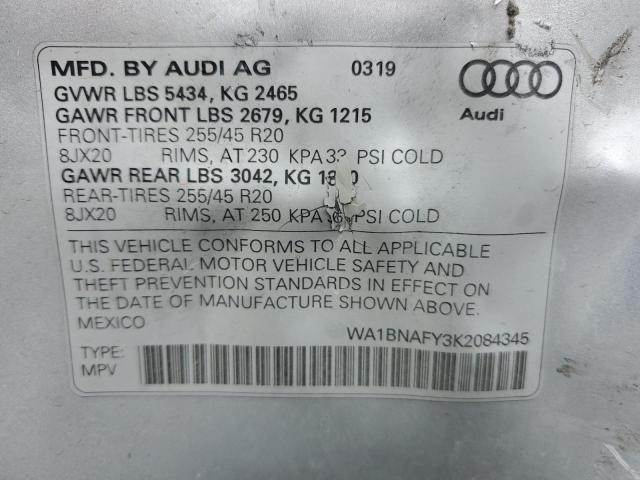 MFD. BY AUDI AG 0319
GVWR LBS 5434, KG 2465
GAWR FRONT LBS 2679, KG 1215
FRONT-TIRES 255/45 R20
8JX20 RIMS, AT 230 KPA PSI COLD
GAWR REAR LBS 3042, KG
REAR-TIRES 255/45 R20
8JX20 RIMS, AT 250 KPA PSI COLD
Audi
THIS VEHICLE CONFORMS TO ALL APPLICABLE
U.S. FEDERAL MOTOR VEHICLE SAFETY AND
THEFT PREVENTION STANDARDS IN EFFECT ON
THE DATE OF MANUFACTURE SHOWN ABOVE.
MEXICO
WA1BNAFY3K2084345
TYPE:
MPV